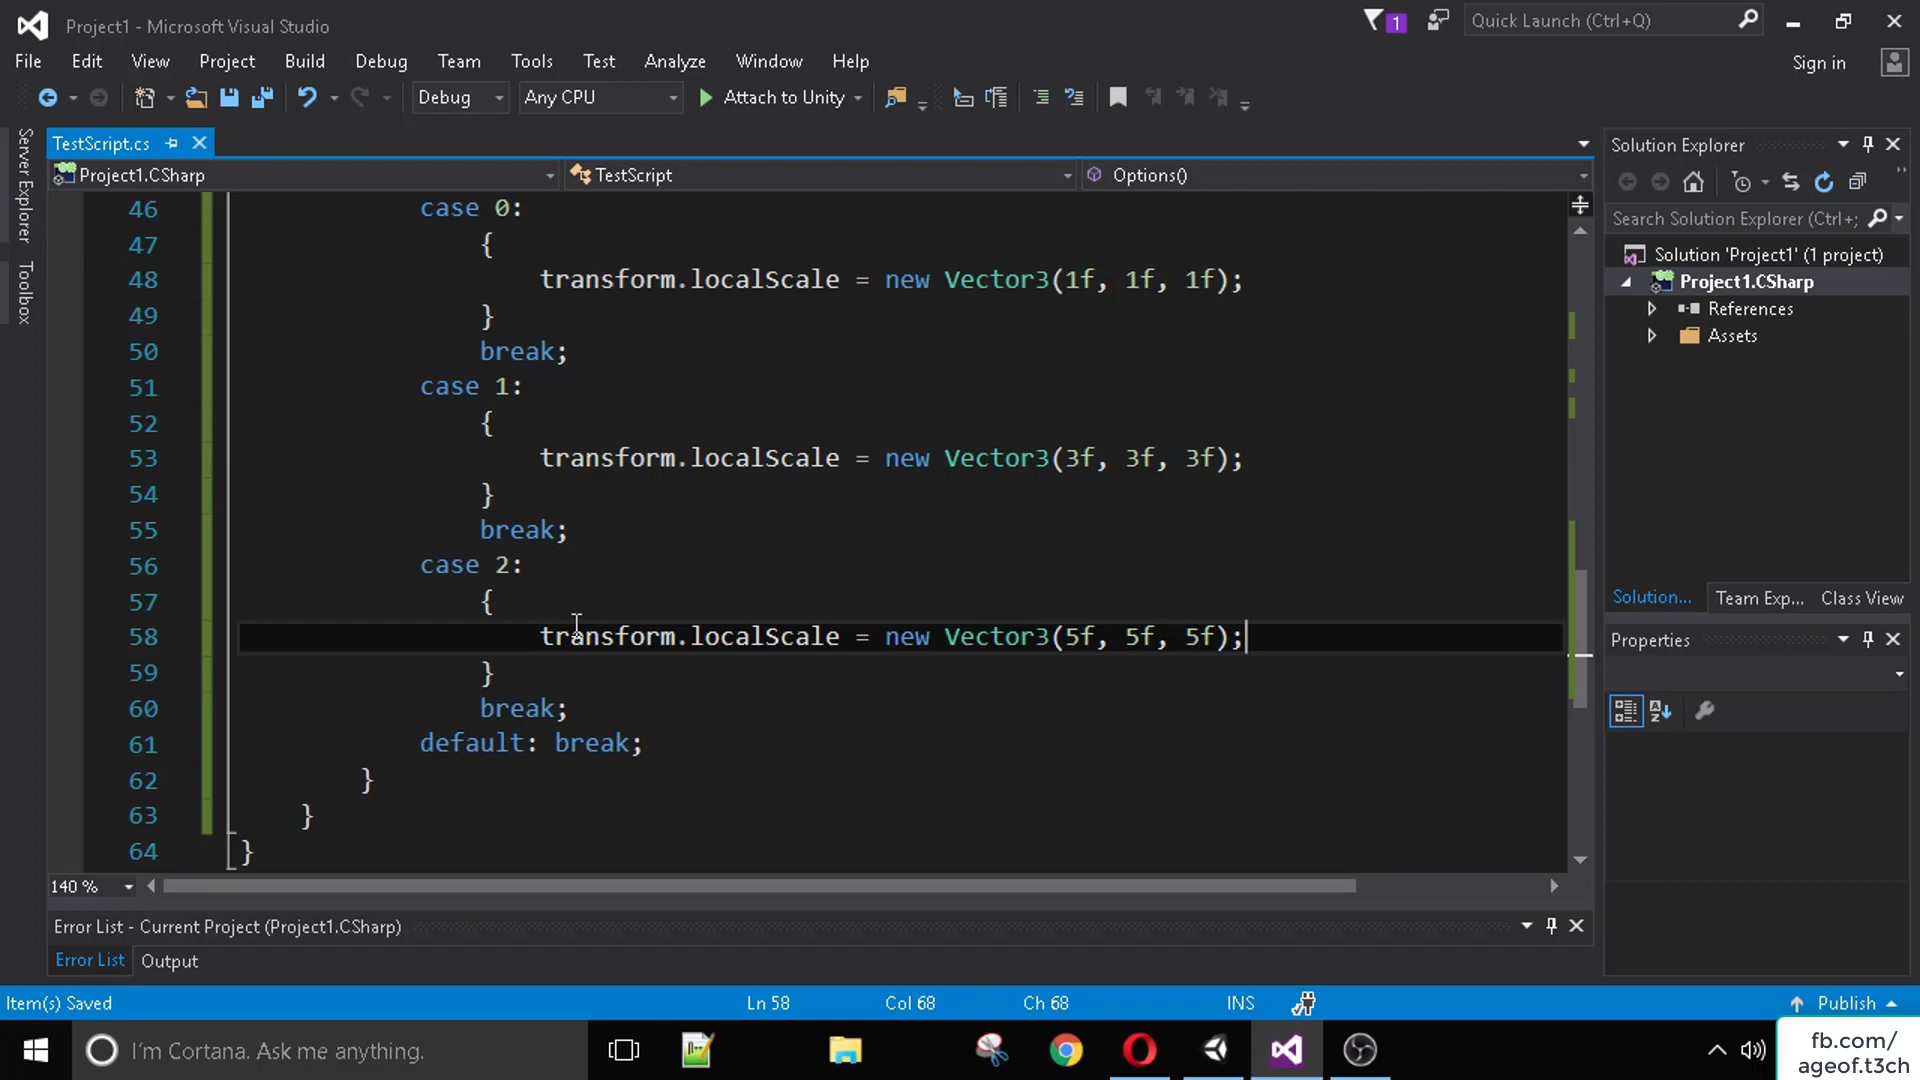 Project1 - Microsoft Visual Studio
1
Quick Launch (Ctrl+Q)
File Edit View Project Build Debug Team Tools Test Analyze Window Help
Sign in
Debug Any CPU Attach to Unity
Server Explorer
Toolbox
TestScript.cs
Project1.CSharp TestScript Options()
46 case 0:
47 {
48 transform.localScale = new Vector3(1f, 1f, 1f);
49 }
50 break;
51 case 1:
52 {
53 transform.localScale = new Vector3(3f, 3f, 3f);
54 }
55 break;
56 case 2:
57 {
58 transform.localScale = new Vector3(5f, 5f, 5f);
59 }
60 break;
61 default: break;
62 }
63 }
64 }
140 %
Solution Explorer
Search Solution Explorer (Ctrl+;
Solution 'Project1' (1 project)
Project1.CSharp
References
Assets
Solution... Team Exp... Class View
Properties
Error List - Current Project (Project1.CSharp)
Error List Output
Item(s) Saved Ln 58 Col 68 Ch 68 INS Publish
I'm Cortana. Ask me anything.
fb.com/
ageof.t3ch